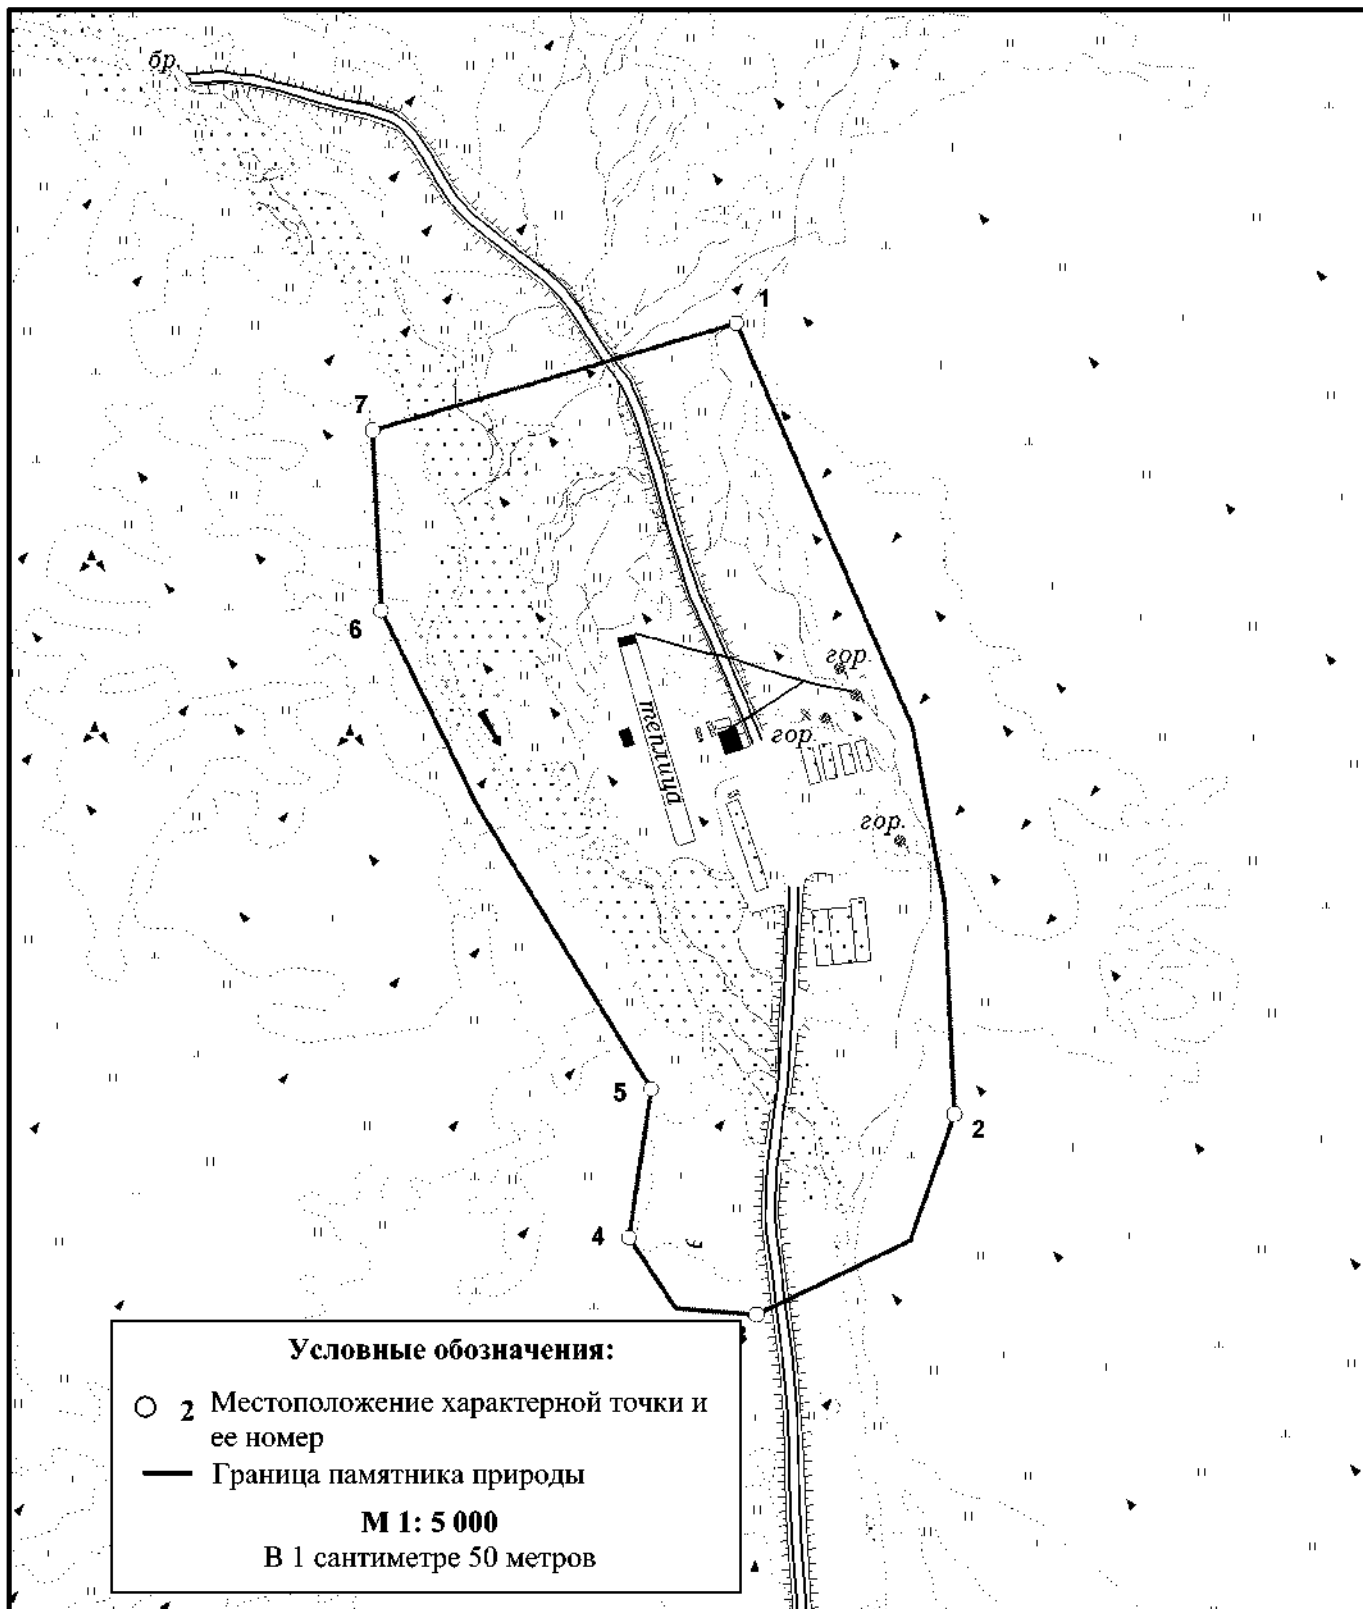 бр.
1
7
6
гор.
теплица
гор.
гор.
5
2
4
3
Условные обозначения:
2 Местоположение характерной точки и
ее номер
Граница памятника природы
М 1: 5 000
В 1 сантиметре 50 метров